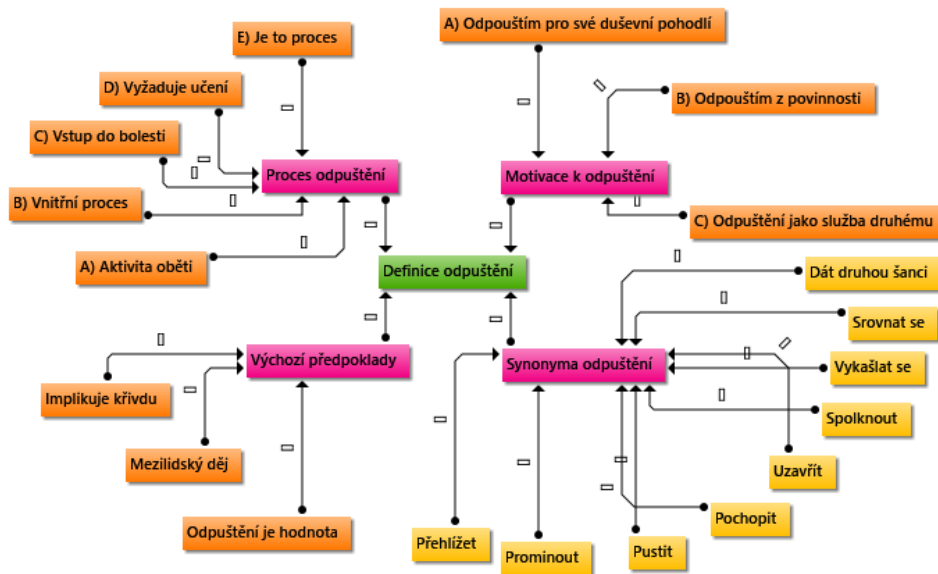 A) Odpouštím pro své duševní pohodlí
E) Je to proces
D) Vyžaduje učení
B) Odpouštím z povinnosti
C) Vstup do bolesti
Proces odpuštění
Motivace k odpuštění
B) Vnitřní proces
C) Odpuštění jako služba druhému
A) Aktivita oběti
Definice odpuštění
Dát druhou šanci
Srovnat se
Výchozí předpoklady
Synonyma odpuštění
Vykašlat se
Implikuje křivdu
Spolknout
Mezilidský děj
Uzavřít
Pochopit
Odpuštění je hodnota
Přehlížet
Prominout
Pustit